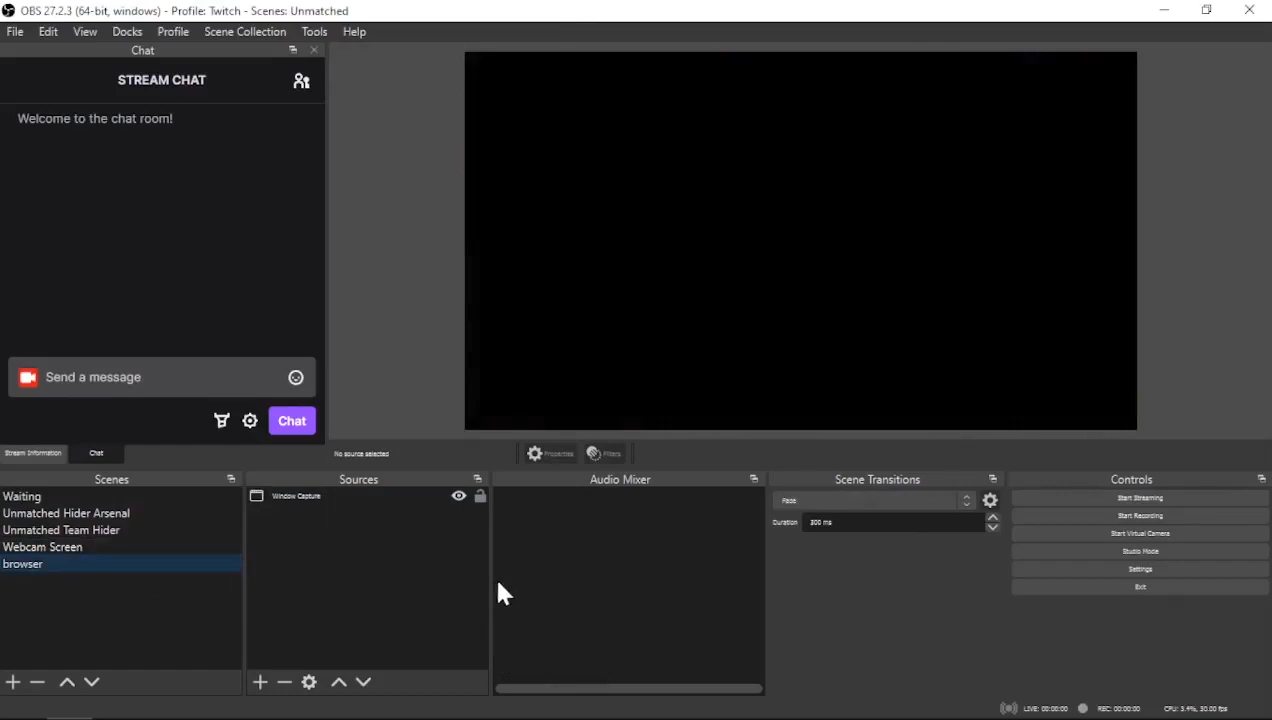 OBS 27.2.3 (64-bit, windows) - Profile: Twitch - Scenes: Unmatched
File Edit View Docks Profile Scene Collection Tools Help
Chat
STREAM CHAT
Welcome to the chat room!
Send a message
Chat
Stream Information Chat
No source selected Properties Filters
Scenes Sources Audio Mixer Scene Transitions Controls
Waiting
Unmatched Hider Arsenal
Unmatched Team Hider
Webcam Screen
browser
Window Capture
Fade
Duration 300 ms
Start Streaming
Start Recording
Start Virtual Camera
Studio Mode
Settings
Exit
LIVE: 00:00:00 REC: 00:00:00 CPU: 3.4%, 30.00 fps